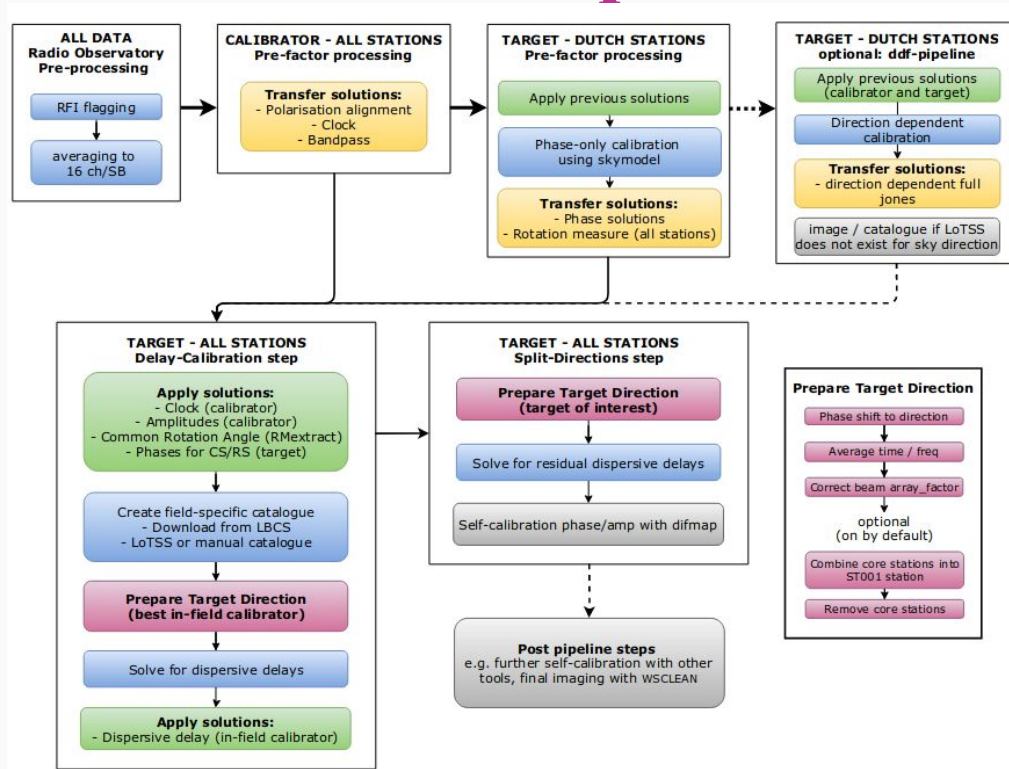 ALL DATA
Radio Observatory
Pre-processing
RFI flagging
averaging to
16 ch/SB
CALIBRATOR - ALL STATIONS
Pre-factor processing
Transfer solutions:
- Polarisation alignment
- Clock
- Bandpass
TARGET - DUTCH STATIONS
Pre-factor processing
Apply previous solutions
Phase-only calibration
using skymodel
Transfer solutions:
- Phase solutions
- Rotation measure (all stations)
TARGET - DUTCH STATIONS
optional: ddf-pipeline
Apply previous solutions
(calibrator and target)
Direction dependent
calibration
Transfer solutions:
- direction dependent full
jones
image / catalogue if LoTSS
does not exist for sky direction
TARGET - ALL STATIONS
Delay-Calibration step
Apply solutions:
- Clock (calibrator)
- Amplitudes (calibrator)
- Common Rotation Angle (RMextract)
- Phases for CS/RS (target)
Create field-specific catalogue
- Download from LBCS
- LoTSS or manual catalogue
Prepare Target Direction
(best in-field calibrator)
Solve for dispersive delays
Apply solutions:
- Dispersive delay (in-field calibrator)
TARGET - ALL STATIONS
Split-Directions step
Prepare Target Direction
(target of interest)
Solve for residual dispersive delays
Self-calibration phase/amp with difmap
Post pipeline steps
e.g. further self-calibration with other
tools, final imaging with WSCLEAN
Prepare Target Direction
Phase shift to direction
Average time / freq
Correct beam array_factor
optional
(on by default)
Combine core stations into
ST001 station
Remove core stations